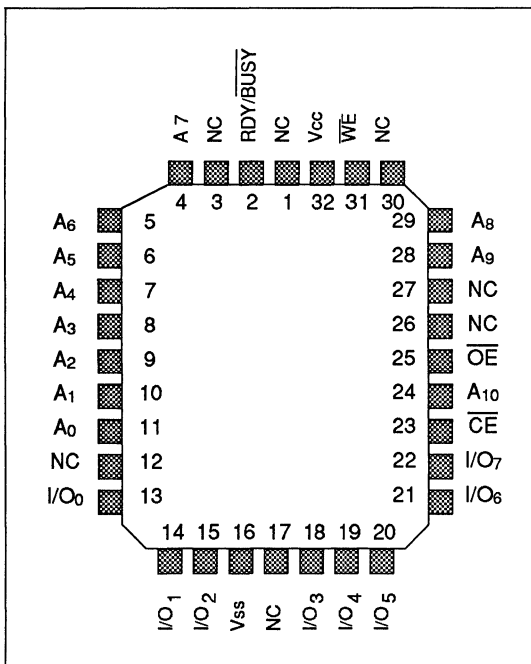 A 7 NC RDY/BUSY NC Vcc WE NC
4 3 2 1 32 31 30
A6 5 29 A8
A5 6 28 A9
A4 7 27 NC
A3 8 26 NC
A2 9 25 OE
A1 10 24 A10
A0 11 23 CE
NC 12 22 I/O7
I/O0 13 21 I/O6
14 15 16 17 18 19 20
I/O1 I/O2 Vss NC I/O3 I/O4 I/O5